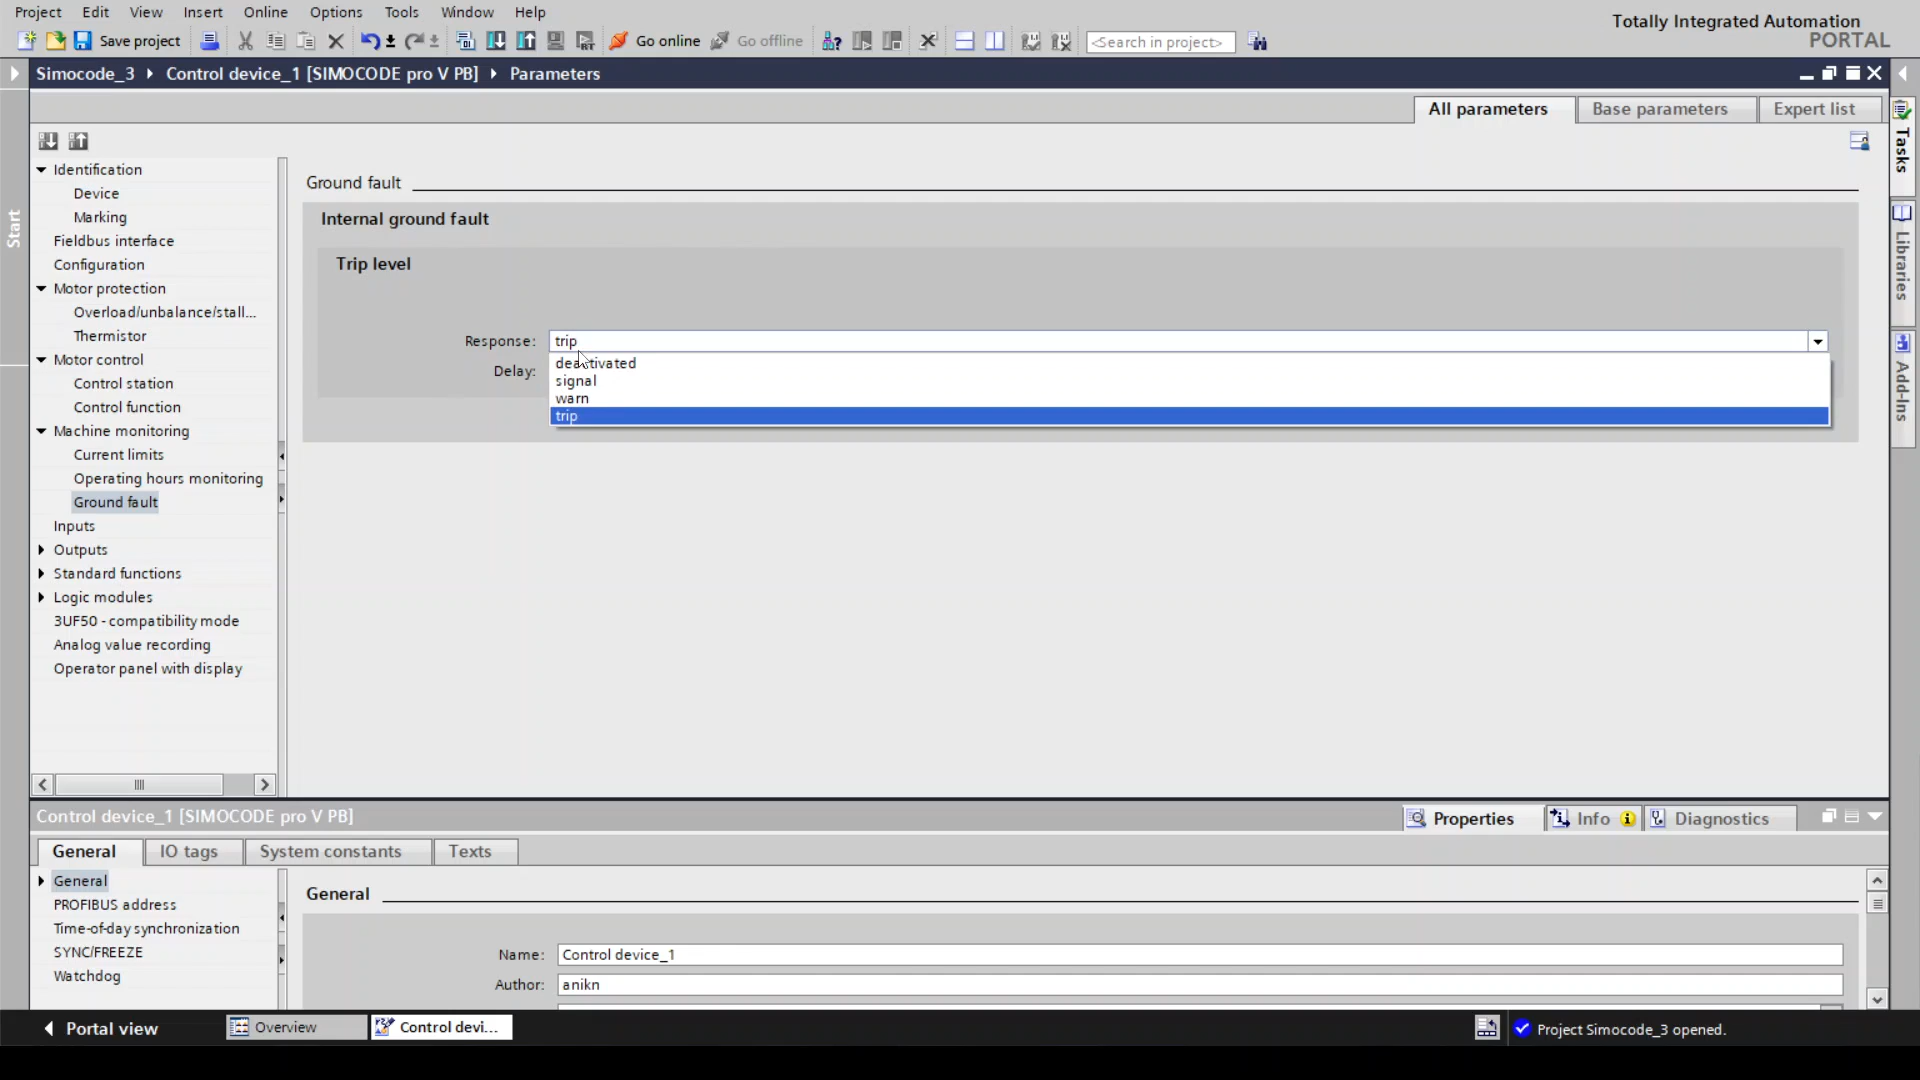 Project Edit View Insert Online Options Tools Window Help
Totally Integrated Automation
PORTAL
Save project
Go online
Go offline
<Search in project>
Simocode_3 Control device_1 [SIMOCODE pro V PB] Parameters
All parameters Base parameters Expert list
Start
Identification
Device
Marking
Fieldbus interface
Configuration
Motor protection
Overload/unbalance/stall...
Thermistor
Motor control
Control station
Control function
Machine monitoring
Current limits
Operating hours monitoring
Ground fault
Inputs
Outputs
Standard functions
Logic modules
3UF50 - compatibility mode
Analog value recording
Operator panel with display
Ground fault
Internal ground fault
Trip level
Response: trip
Delay:
deactivated
signal
warn
trip
Tasks
Libraries
Add-Ins
Control device_1 [SIMOCODE pro V PB]
Properties Info Diagnostics
General IO tags System constants Texts
General
PROFIBUS address
Time-of-day synchronization
SYNC/FREEZE
Watchdog
General
Name: Control device_1
Author: anikn
Portal view
Overview
Control devi...
Project Simocode_3 opened.